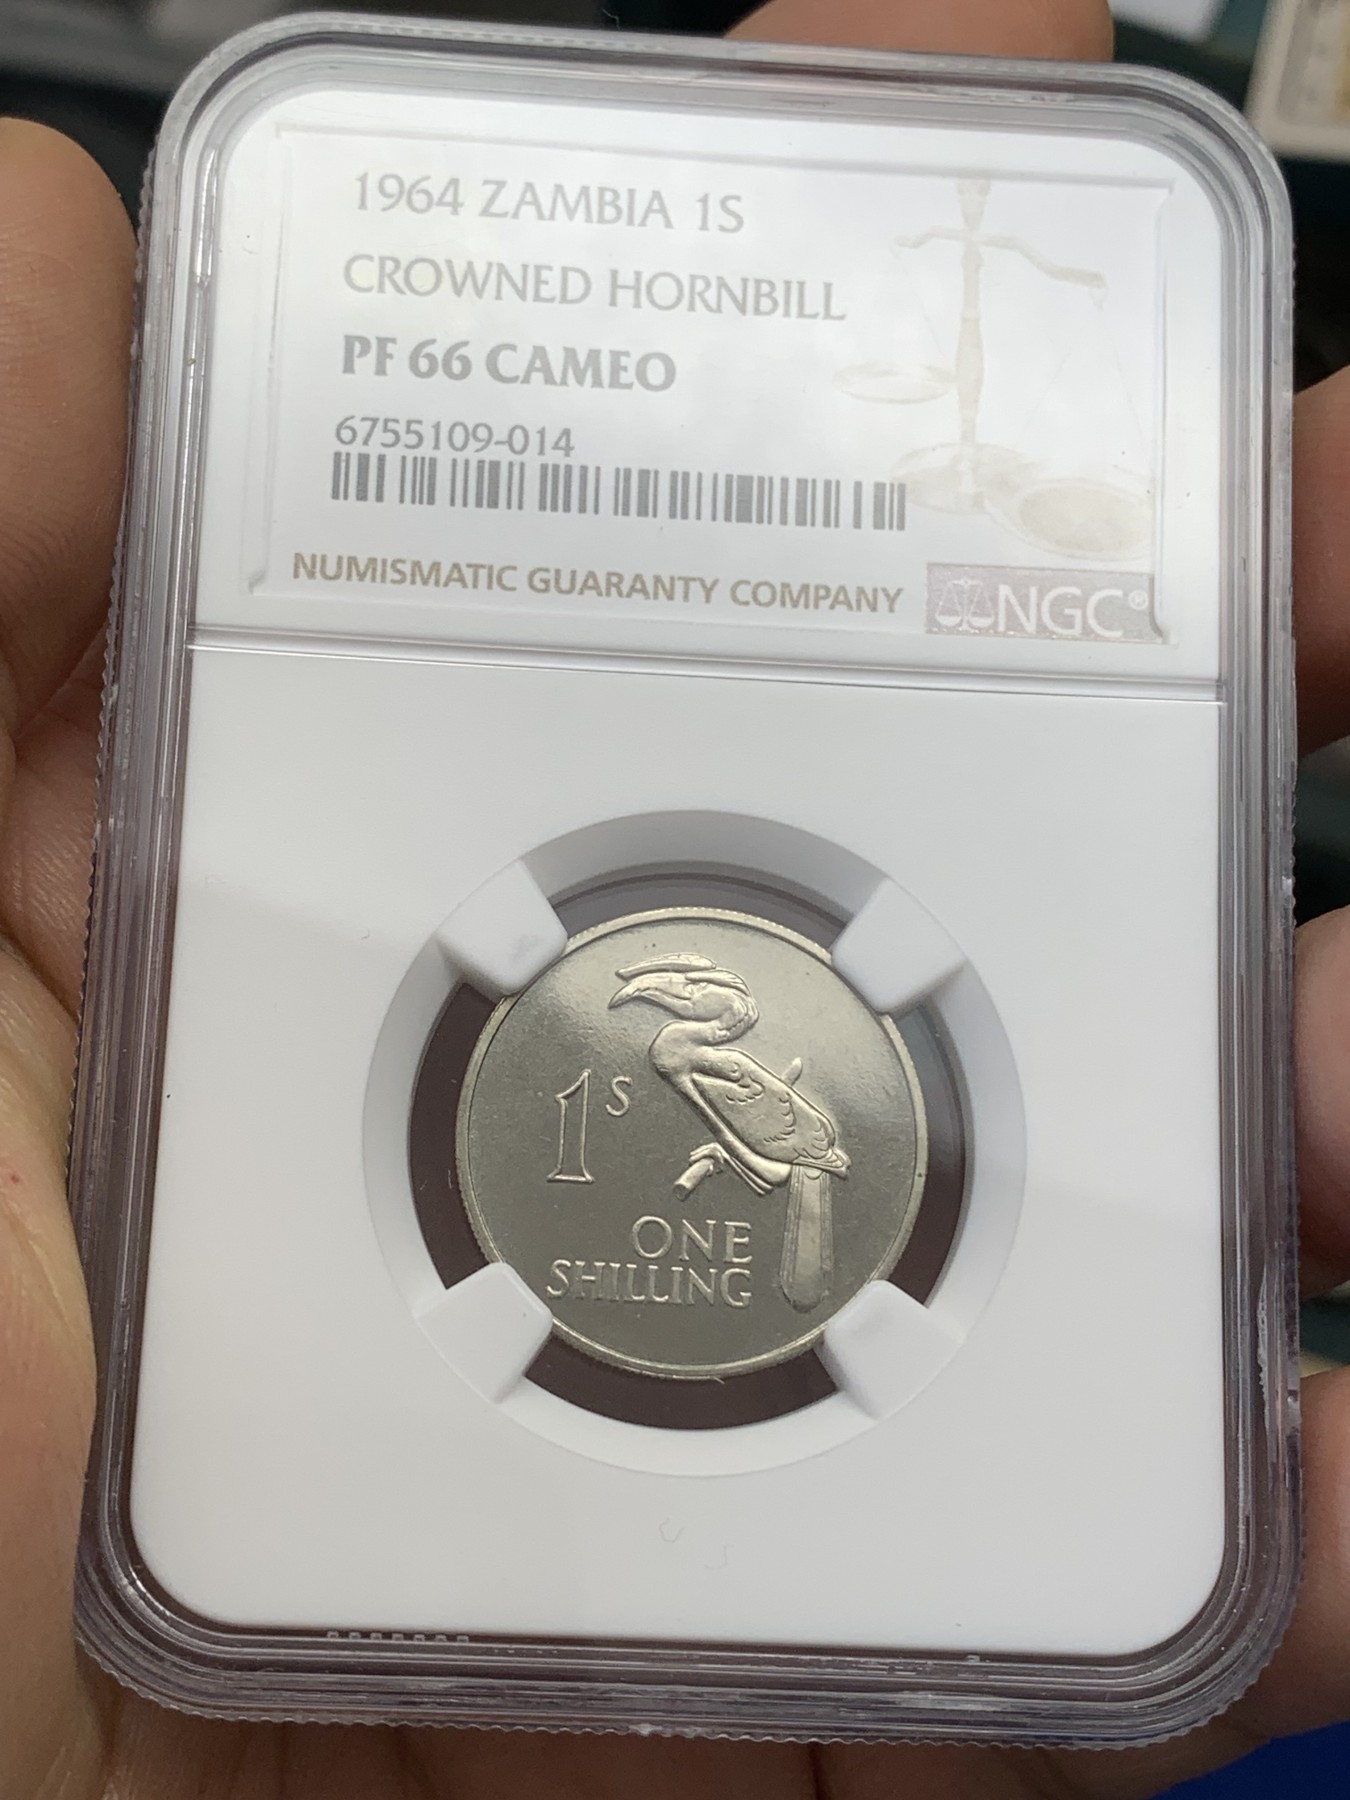 1964 ZAMBIA 1S
CROWNED HORNBILL
PF 66 CAMEO
6755109-014
NUMISMATIC GUARANTY COMPANY
NGC®
1S
ONE
SHILLING